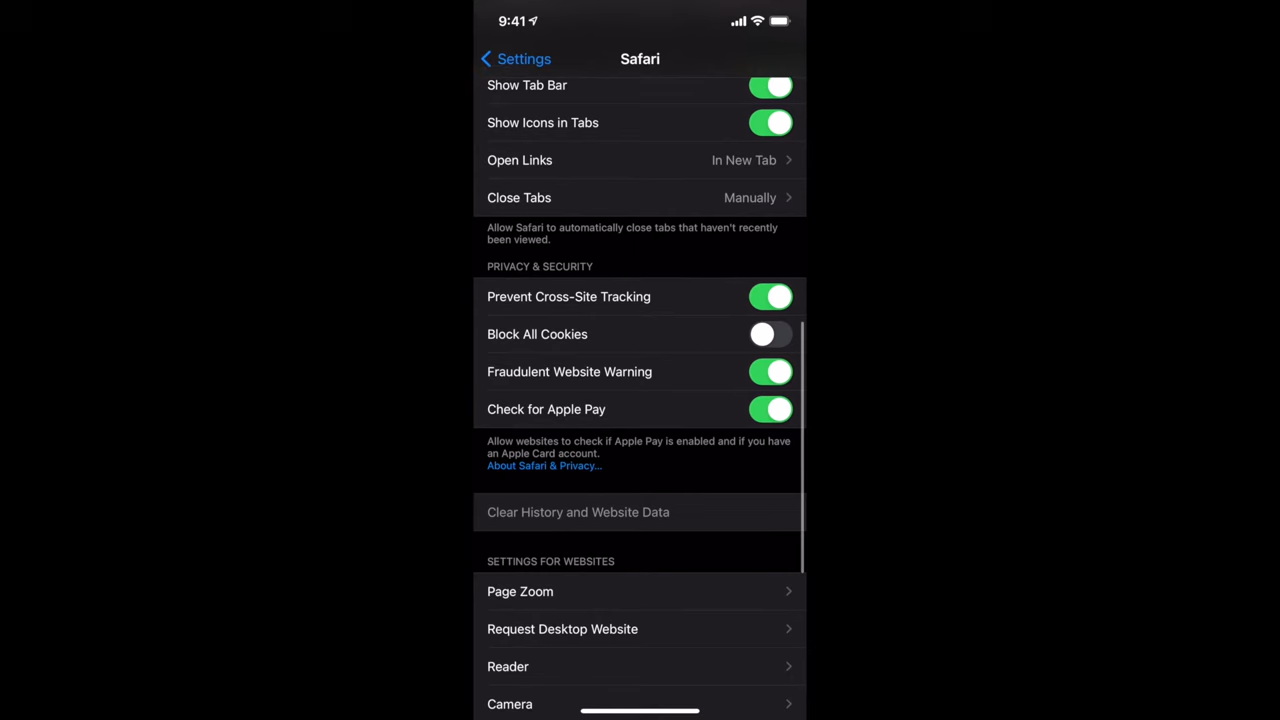 9:41
Settings
Safari
Show Tab Bar
Show Icons in Tabs
Open Links In New Tab
Close Tabs Manually
Allow Safari to automatically close tabs that haven't recently
been viewed.
PRIVACY & SECURITY
Prevent Cross-Site Tracking
Block All Cookies
Fraudulent Website Warning
Check for Apple Pay
Allow websites to check if Apple Pay is enabled and if you have
an Apple Card account.
About Safari & Privacy...
Clear History and Website Data
SETTINGS FOR WEBSITES
Page Zoom
Request Desktop Website
Reader
Camera